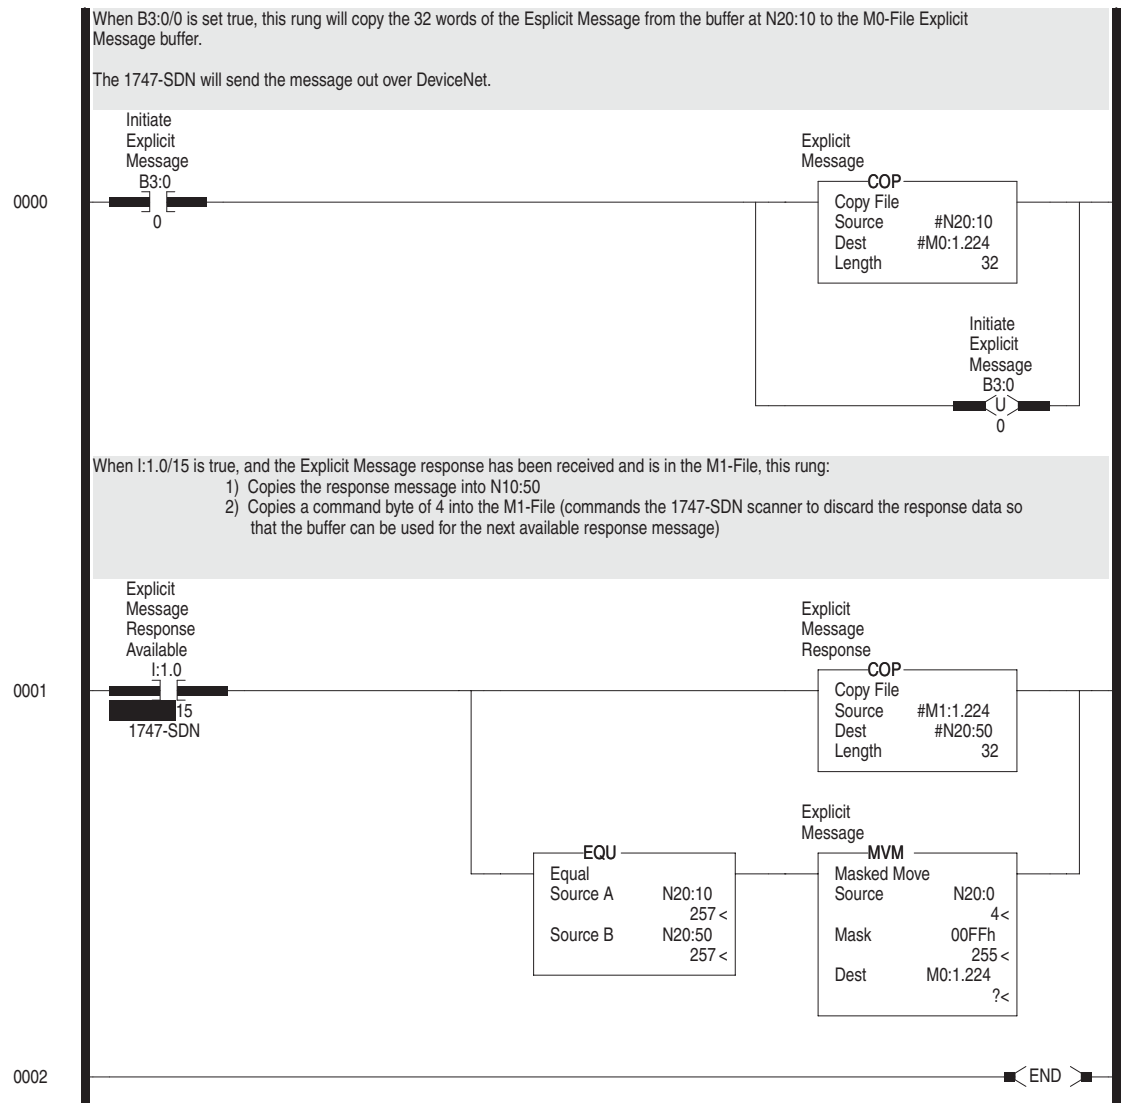 When B3:0/0 is set true, this rung will copy the 32 words of the Esplicit Message from the buffer at N20:10 to the M0-File Explicit
Message buffer.
The 1747-SDN will send the message out over DeviceNet.
Initiate
Explicit
Message
B3:0
0
0000
Explicit
Message
COP
Copy File
Source #N20:10
Dest #M0:1.224
Length 32
Initiate
Explicit
Message
B3:0
U
0
When I:1.0/15 is true, and the Explicit Message response has been received and is in the M1-File, this rung:
1) Copies the response message into N10:50
2) Copies a command byte of 4 into the M1-File (commands the 1747-SDN scanner to discard the response data so
that the buffer can be used for the next available response message)
Explicit
Message
Response
Available
I:1.0
15
1747-SDN
0001
Explicit
Message
Response
COP
Copy File
Source #M1:1.224
Dest #N20:50
Length 32
EQU
Equal
Source A N20:10
257<
Source B N20:50
257<
Explicit
Message
MVM
Masked Move
Source N20:0
4<
Mask 00FFh
255<
Dest M0:1.224
?<
0002
END